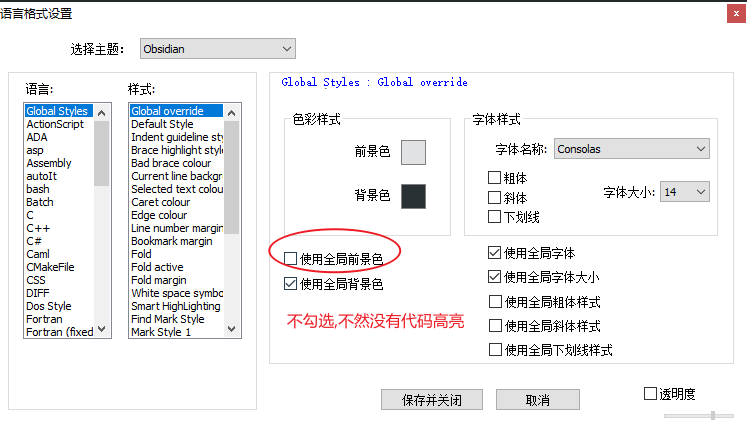 语言格式设置
x
选择主题: Obsidian
语言:
Global Styles
ActionScript
ADA
asp
Assembly
autoIt
bash
Batch
C
C++
C#
Caml
CMakeFile
CSS
DIFF
Dos Style
Fortran
Fortran (fixed
样式:
Global override
Default Style
Indent guideline sty
Brace highlight style
Bad brace colour
Current line backgro
Selected text colou
Caret colour
Edge colour
Line number margin
Bookmark margin
Fold
Fold active
Fold margin
White space symbo
Smart HighLighting
Find Mark Style
Mark Style 1
Global Styles : Global override
色彩样式
前景色
背景色
字体样式
字体名称: Consolas
粗体
斜体
下划线
字体大小: 14
使用全局前景色
使用全局背景色
不勾选,不然没有代码高亮
使用全局字体
使用全局字体大小
使用全局粗体样式
使用全局斜体样式
使用全局下划线样式
保存并关闭
取消
透明度